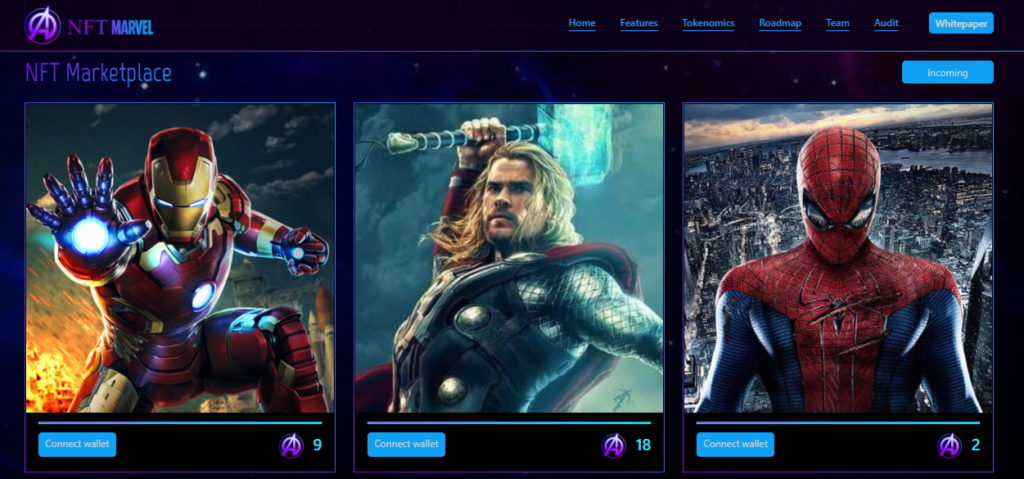 NFT MARVEL
Home Features Tokenomics Roadmap Team Audit Whitepaper
NFT Marketplace
Incoming
Connect wallet 9
Connect wallet 18
Connect wallet 2